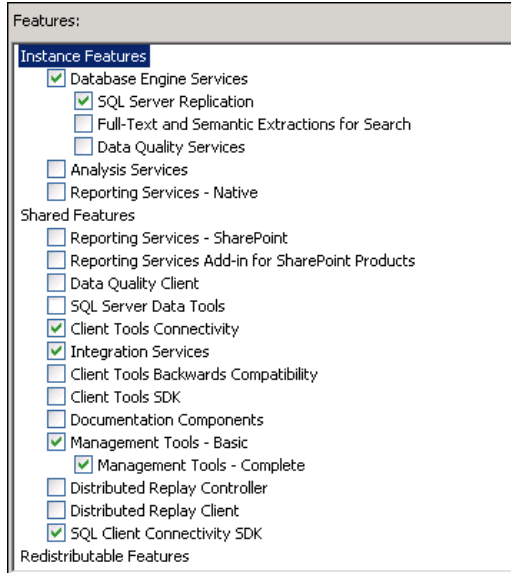 Features:
Instance Features
Database Engine Services
SQL Server Replication
Full-Text and Semantic Extractions for Search
Data Quality Services
Analysis Services
Reporting Services - Native
Shared Features
Reporting Services - SharePoint
Reporting Services Add-in for SharePoint Products
Data Quality Client
SQL Server Data Tools
Client Tools Connectivity
Integration Services
Client Tools Backwards Compatibility
Client Tools SDK
Documentation Components
Management Tools - Basic
Management Tools - Complete
Distributed Replay Controller
Distributed Replay Client
SQL Client Connectivity SDK
Redistributable Features